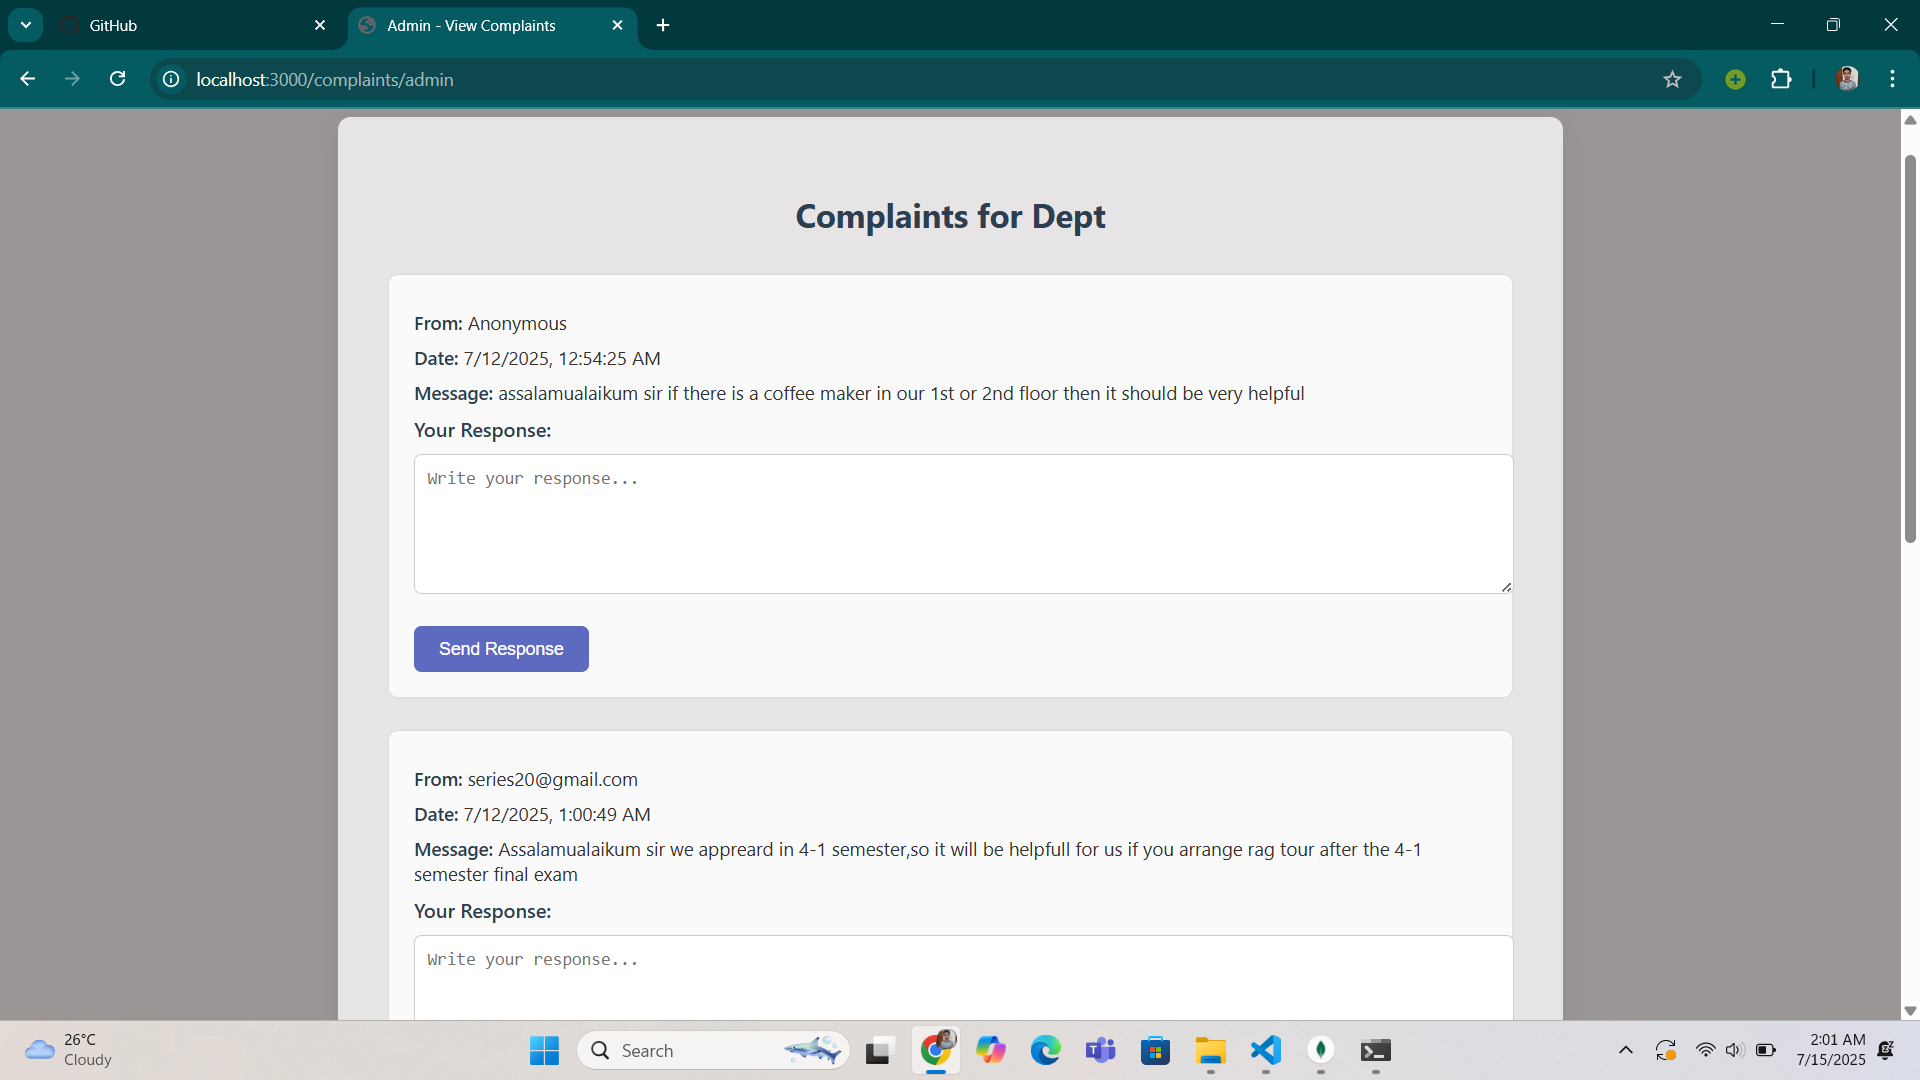 GitHub
Admin - View Complaints
localhost:3000/complaints/admin
Complaints for Dept
From: Anonymous
Date: 7/12/2025, 12:54:25 AM
Message: assalamualaikum sir if there is a coffee maker in our 1st or 2nd floor then it should be very helpful
Your Response:
Write your response...
Send Response
From: series20@gmail.com
Date: 7/12/2025, 1:00:49 AM
Message: Assalamualaikum sir we appreard in 4-1 semester,so it will be helpfull for us if you arrange rag tour after the 4-1
semester final exam
Your Response:
Write your response...
26°C
Cloudy
Search
2:01 AM
7/15/2025